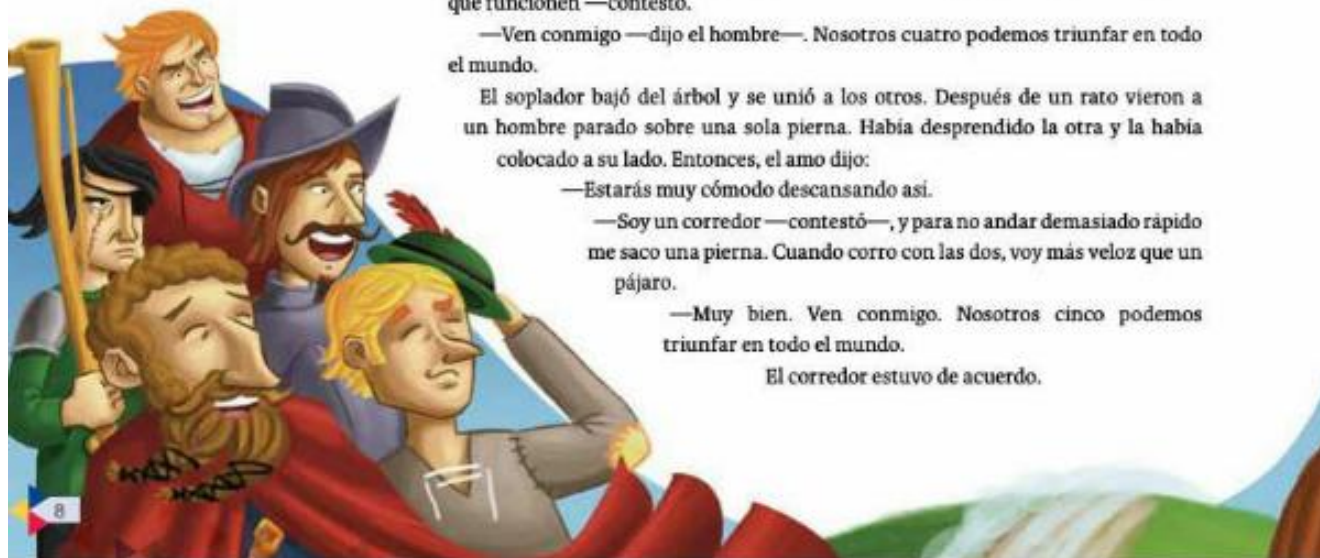 que funcionen —contestó.
—Ven conmigo —dijo el hombre—. Nosotros cuatro podemos triunfar en todo
el mundo.
El soplador bajó del árbol y se unió a los otros. Después de un rato vieron a
un hombre parado sobre una sola pierna. Había desprendido la otra y la había
colocado a su lado. Entonces, el amo dijo:
—Estarás muy cómodo descansando así.
—Soy un corredor —contestó—, y para no andar demasiado rápido
me saco una pierna. Cuando corro con las dos, voy más veloz que un
pájaro.
—Muy bien. Ven conmigo. Nosotros cinco podemos
triunfar en todo el mundo.
El corredor estuvo de acuerdo.
8